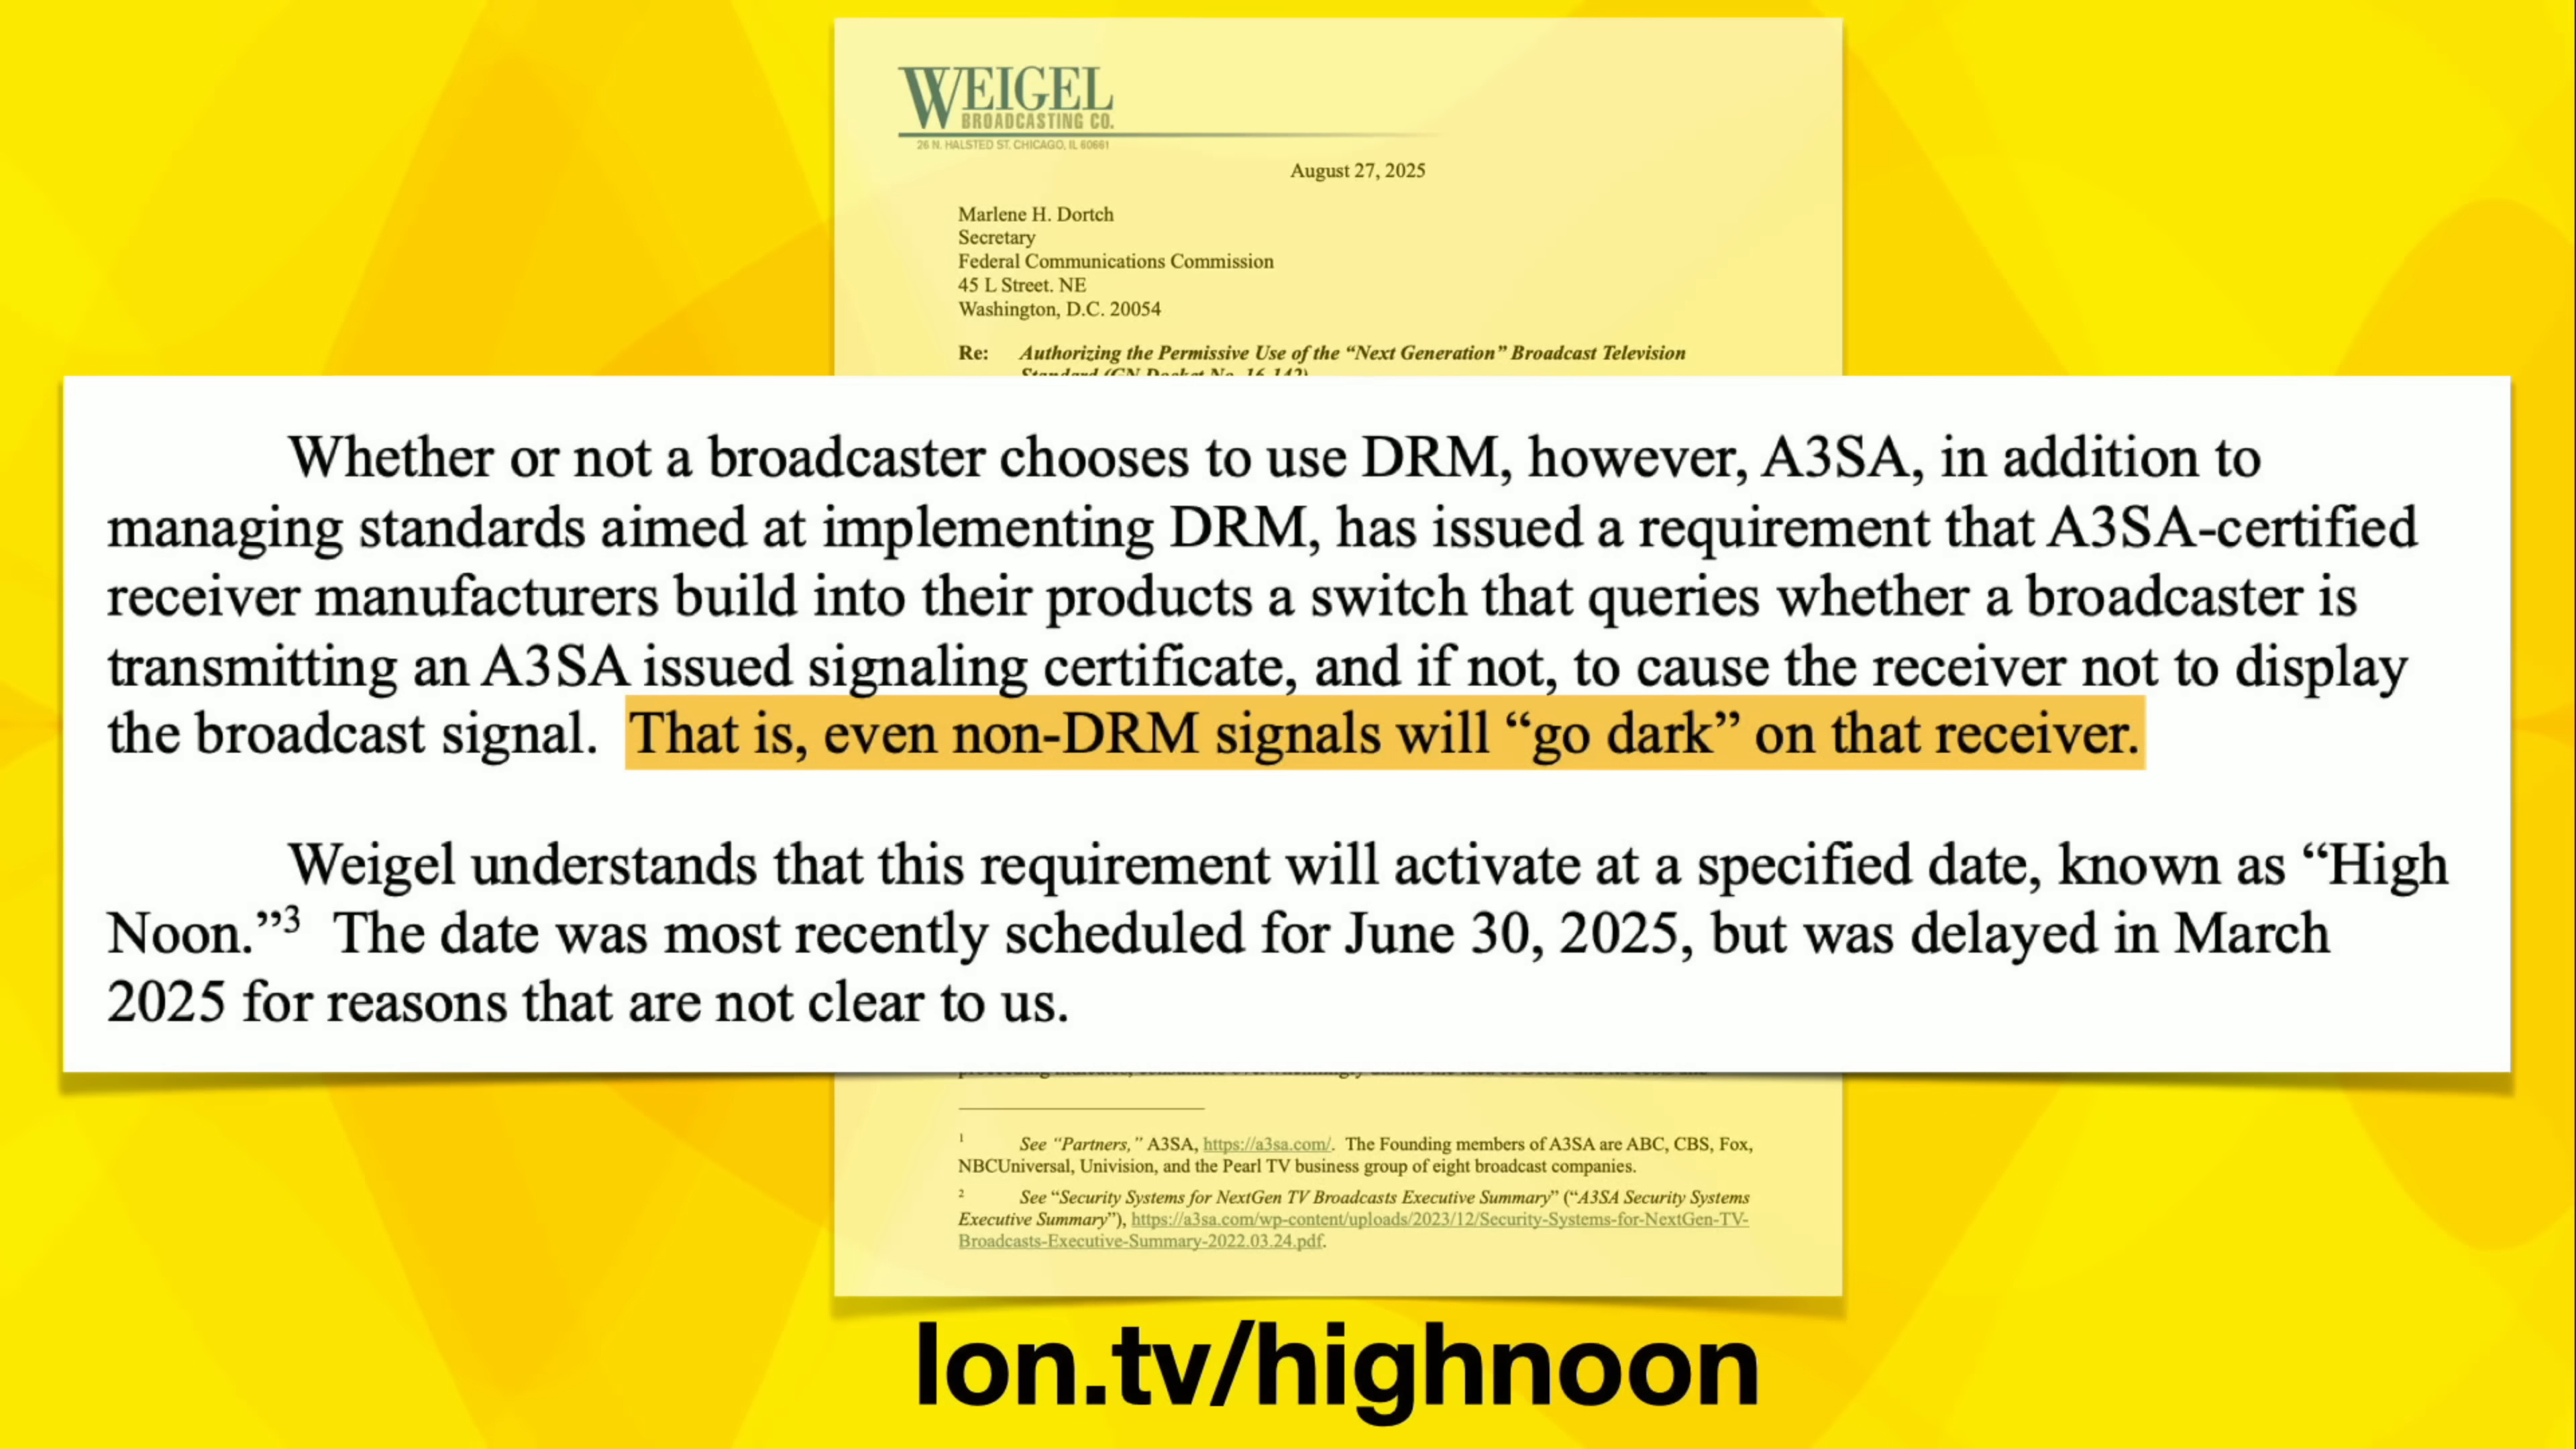 WEIGEL
BROADCASTING CO.
26 N. HALSTED ST. CHICAGO, IL 60661
August 27, 2025
Marlene H. Dortch
Secretary
Federal Communications Commission
45 L Street. NE
Washington, D.C. 20054
Re: Authorizing the Permissive Use of the “Next Generation” Broadcast Television
Standard (GN Docket No. 16-142)
Whether or not a broadcaster chooses to use DRM, however, A3SA, in addition to
managing standards aimed at implementing DRM, has issued a requirement that A3SA-certified
receiver manufacturers build into their products a switch that queries whether a broadcaster is
transmitting an A3SA issued signaling certificate, and if not, to cause the receiver not to display
the broadcast signal. That is, even non-DRM signals will “go dark” on that receiver.
Weigel understands that this requirement will activate at a specified date, known as “High
Noon.”3 The date was most recently scheduled for June 30, 2025, but was delayed in March
2025 for reasons that are not clear to us.
1 See “Partners,” A3SA, https://a3sa.com/. The Founding members of A3SA are ABC, CBS, Fox,
NBCUniversal, Univision, and the Pearl TV business group of eight broadcast companies.
2 See “Security Systems for NextGen TV Broadcasts Executive Summary” (“A3SA Security Systems
Executive Summary”), https://a3sa.com/wp-content/uploads/2023/12/Security-Systems-for-NextGen-TV-
Broadcasts-Executive-Summary-2022.03.24.pdf.
lon.tv/highnoon